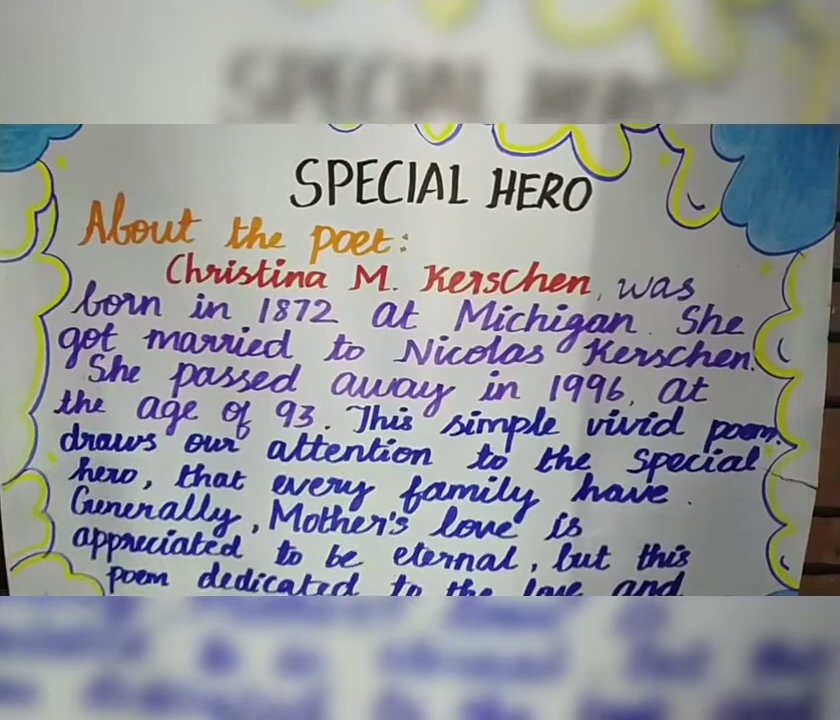 SPECIAL HERO
About the poet:
Christina M. Kerschen, was
born in 1872 at Michigan. She
got married to Nicolas Kerschen.
She passed away in 1996, at
the age of 93. This simple vivid poem.
draws our attention to the special
hero, that every family have.
Generally, Mother's love is
appreciated to be eternal, but this
poem dedicated to the love and